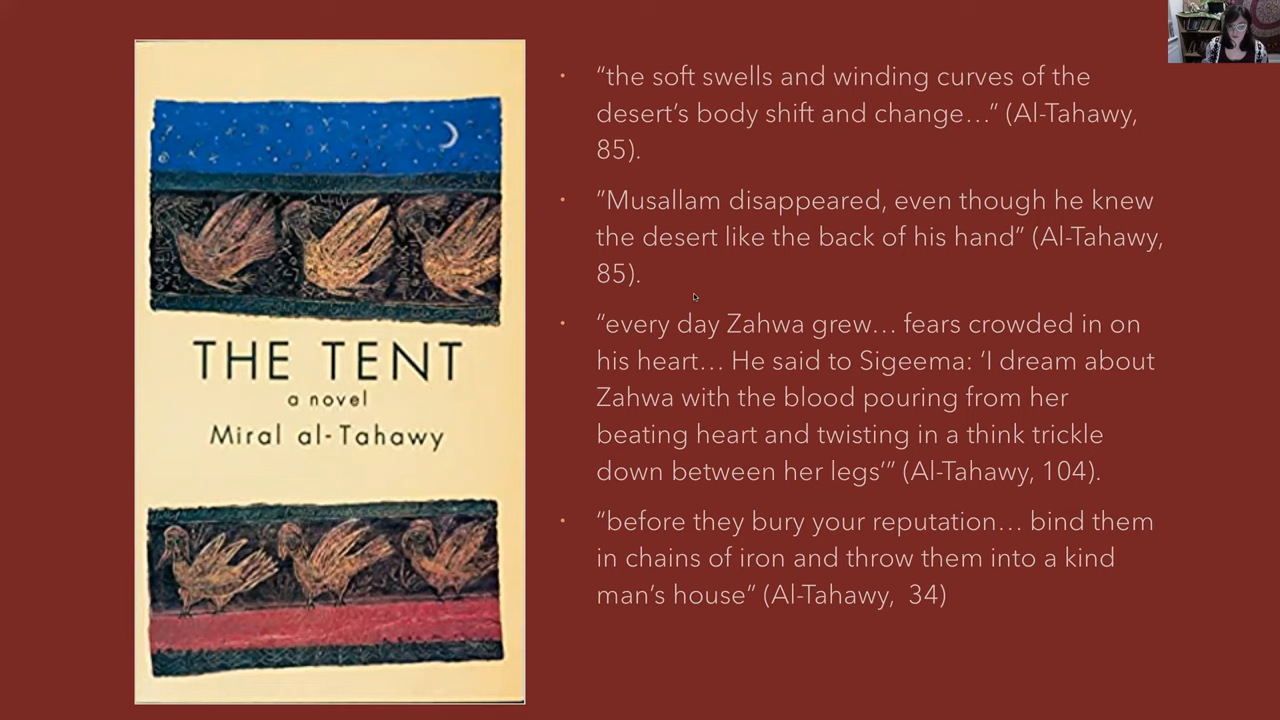 THE TENT
a novel
Miral al-Tahawy
• “the soft swells and winding curves of the
desert’s body shift and change…” (Al-Tahawy,
85).
• ”Musallam disappeared, even though he knew
the desert like the back of his hand” (Al-Tahawy,
85).
• “every day Zahwa grew… fears crowded in on
his heart… He said to Sigeema: ‘I dream about
Zahwa with the blood pouring from her
beating heart and twisting in a think trickle
down between her legs’” (Al-Tahawy, 104).
• “before they bury your reputation… bind them
in chains of iron and throw them into a kind
man’s house” (Al-Tahawy,  34)